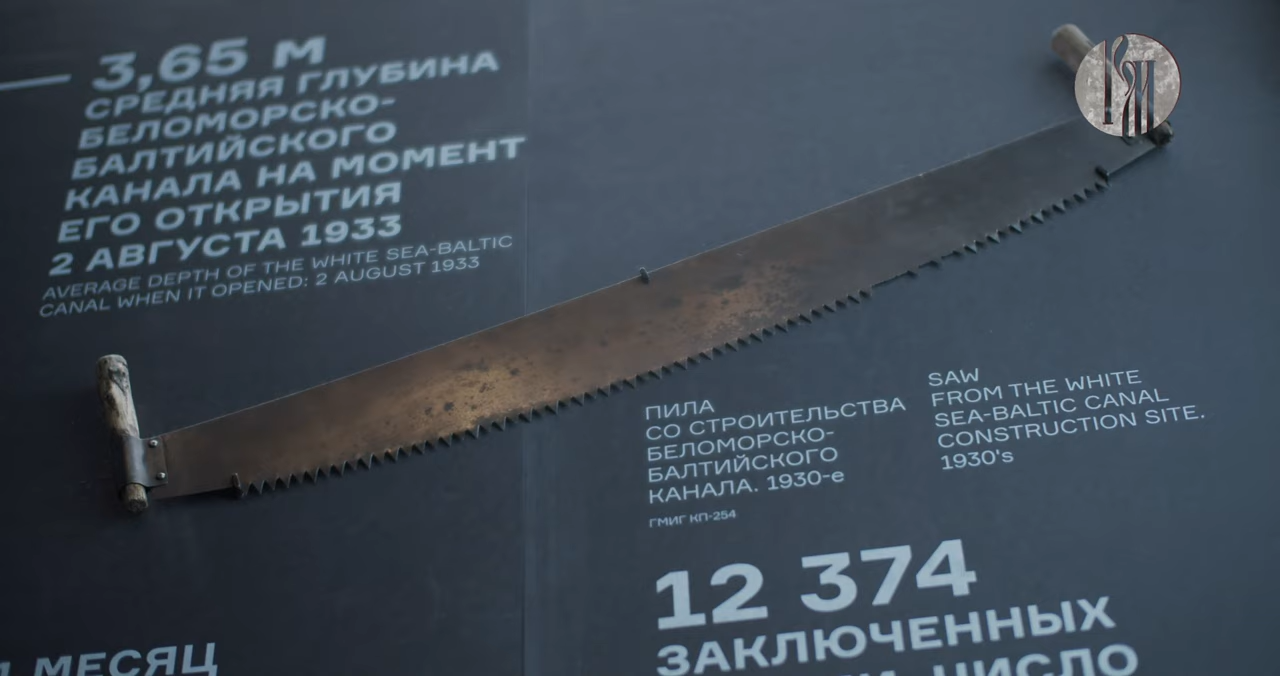 3,65 М
СРЕДНЯЯ ГЛУБИНА
БЕЛОМОРСКО-
БАЛТИЙСКОГО
КАНАЛА НА МОМЕНТ
ЕГО ОТКРЫТИЯ
2 АВГУСТА 1933
AVERAGE DEPTH OF THE WHITE SEA-BALTIC
CANAL WHEN IT OPENED: 2 AUGUST 1933
ПИЛА
СО СТРОИТЕЛЬСТВА
БЕЛОМОРСКО-
БАЛТИЙСКОГО
КАНАЛА. 1930-е
ГМИГ КП-254
SAW
FROM THE WHITE
SEA-BALTIC CANAL
CONSTRUCTION SITE.
1930's
12 374
ЗАКЛЮЧЕННЫХ
ЧИСЛО
МЕСЯЦ